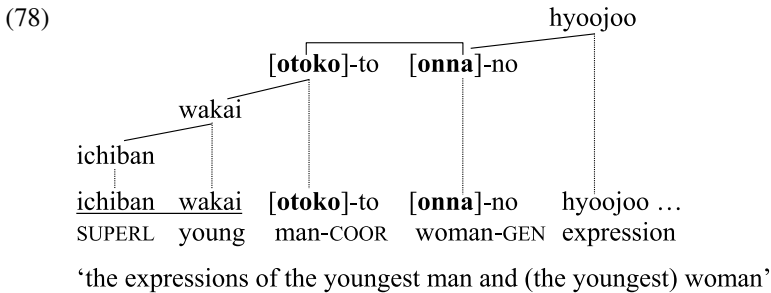 (78)
hyoojoo
[otoko]-to [onna]-no
wakai
ichiban
ichiban wakai [otoko]-to [onna]-no hyoojoo …
SUPERL young man-COOR woman-GEN expression
‘the expressions of the youngest man and (the youngest) woman’